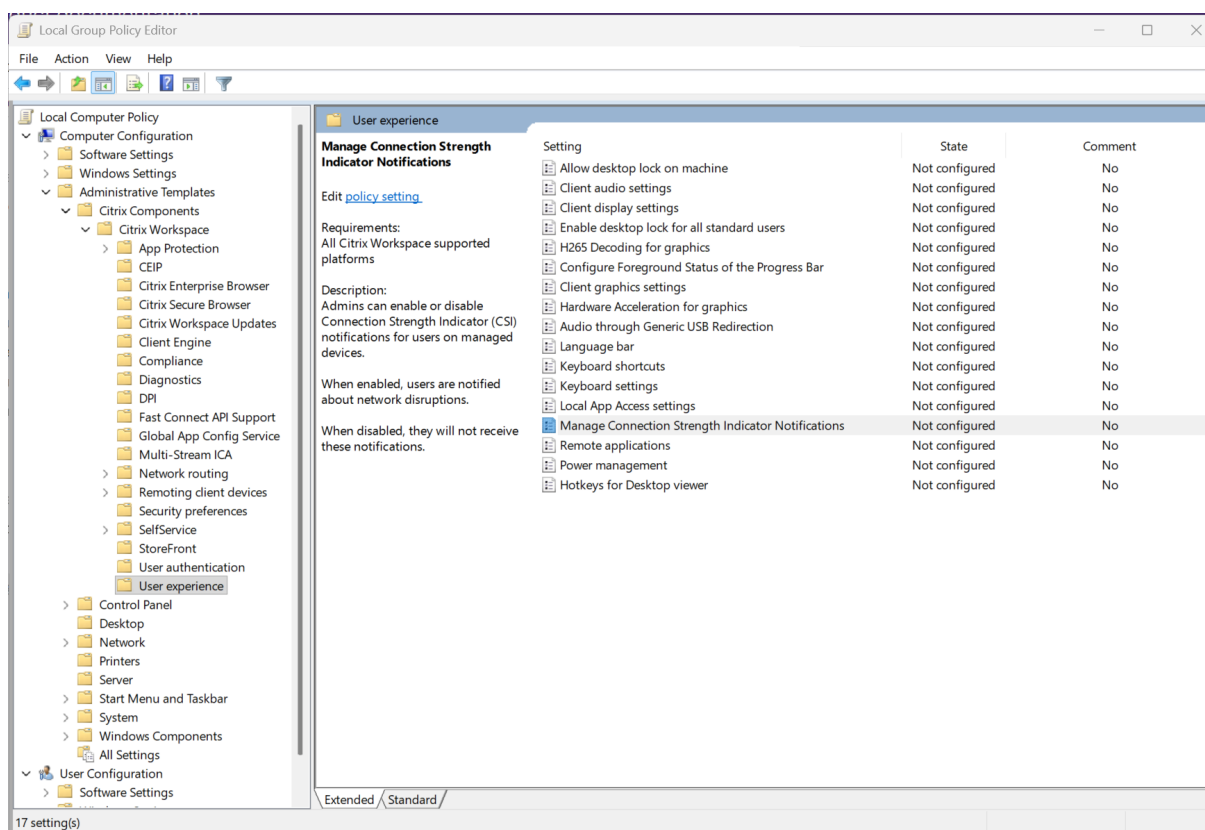 Local Group Policy Editor
File Action View Help
Local Computer Policy
Computer Configuration
Software Settings
Windows Settings
Administrative Templates
Citrix Components
Citrix Workspace
App Protection
CEIP
Citrix Enterprise Browser
Citrix Secure Browser
Citrix Workspace Updates
Client Engine
Compliance
Diagnostics
DPI
Fast Connect API Support
Global App Config Service
Multi-Stream ICA
Network routing
Remoting client devices
Security preferences
SelfService
StoreFront
User authentication
User experience
Control Panel
Desktop
Network
Printers
Server
Start Menu and Taskbar
System
Windows Components
All Settings
User Configuration
Software Settings
User experience
Manage Connection Strength
Indicator Notifications
Edit policy setting
Requirements:
All Citrix Workspace supported
platforms
Description:
Admins can enable or disable
Connection Strength Indicator (CSI)
notifications for users on managed
devices.
When enabled, users are notified
about network disruptions.
When disabled, they will not receive
these notifications.
Setting State Comment
Allow desktop lock on machine Not configured No
Client audio settings Not configured No
Client display settings Not configured No
Enable desktop lock for all standard users Not configured No
H265 Decoding for graphics Not configured No
Configure Foreground Status of the Progress Bar Not configured No
Client graphics settings Not configured No
Hardware Acceleration for graphics Not configured No
Audio through Generic USB Redirection Not configured No
Language bar Not configured No
Keyboard shortcuts Not configured No
Keyboard settings Not configured No
Local App Access settings Not configured No
Manage Connection Strength Indicator Notifications Not configured No
Remote applications Not configured No
Power management Not configured No
Hotkeys for Desktop viewer Not configured No
Extended Standard
17 setting(s)